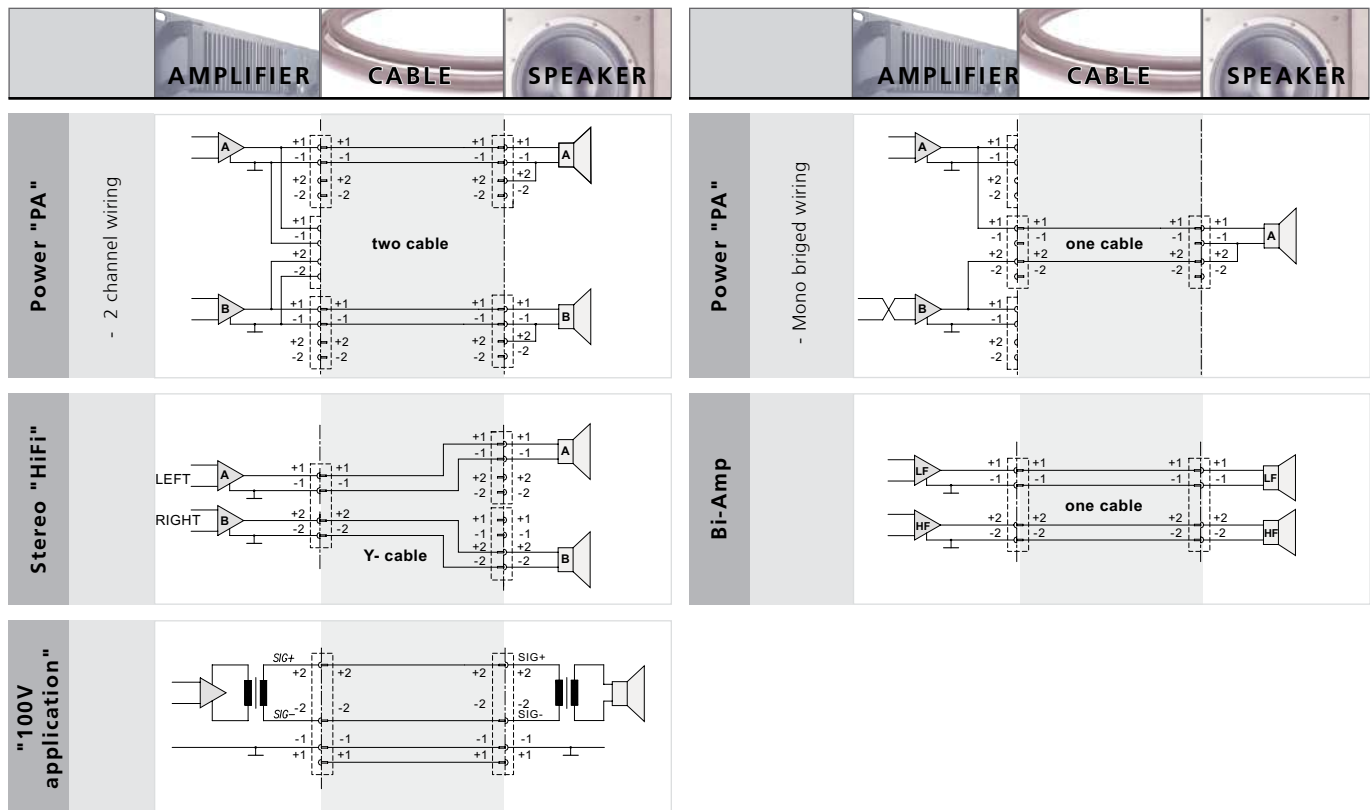 AMPLIFIER CABLE SPEAKER
AMPLIFIER CABLE SPEAKER
Power "PA"
- 2 channel wiring
A
+1 +1 +1 +1
-1 -1 -1 -1
+2 +2 +2 +2
-2 -2 -2 -2
A
+1
-1
+2
-2
two cable
B
+1 +1 +1 +1
-1 -1 -1 -1
+2 +2 +2 +2
-2 -2 -2 -2
B
Power "PA"
- Mono briged wiring
A
+1
-1
+2
-2
+1 +1 +1 +1
-1 -1 -1 -1
+2 +2 +2 +2
-2 -2 -2 -2
one cable
A
B
+1
-1
+2
-2
Stereo "HiFi"
LEFT
A
+1 +1
-1 -1
RIGHT
B
+2 +2
-2 -2
Y- cable
+1 +1
-1 -1
+2 +2
-2 -2
A
+1 +1
-1 -1
+2 +2
-2 -2
B
Bi-Amp
LF
+1 +1 +1 +1
-1 -1 -1 -1
LF
one cable
HF
+2 +2 +2 +2
-2 -2 -2 -2
HF
"100V
application"
SIG+ SIG+
+2 +2 +2 +2
-2 -2 -2 -2
SIG– SIG-
-1 -1 -1 -1
+1 +1 +1 +1